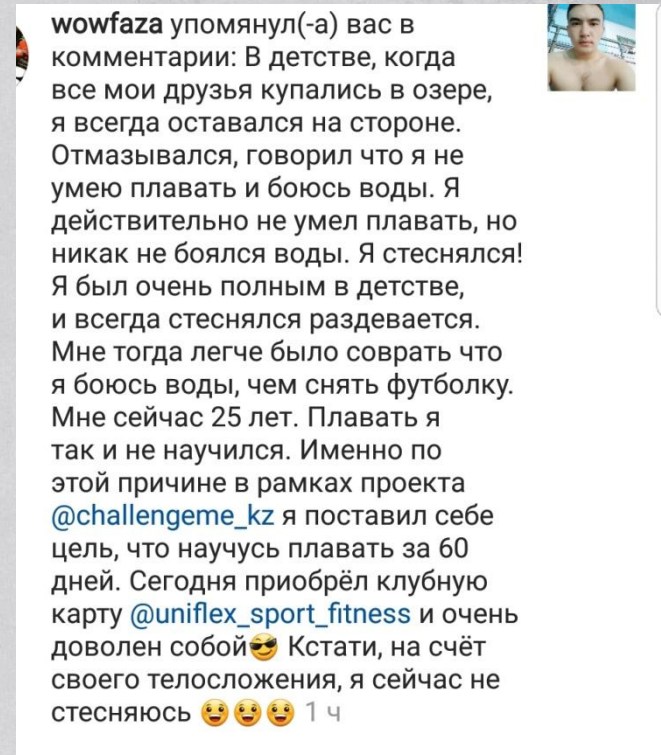 wowfaza упомянул(-а) вас в
комментарии: В детстве, когда
все мои друзья купались в озере,
я всегда оставался на стороне.
Отмазывался, говорил что я не
умею плавать и боюсь воды. Я
действительно не умел плавать, но
никак не боялся воды. Я стеснялся!
Я был очень полным в детстве,
и всегда стеснялся раздевается.
Мне тогда легче было соврать что
я боюсь воды, чем снять футболку.
Мне сейчас 25 лет. Плавать я
так и не научился. Именно по
этой причине в рамках проекта
@challengeme_kz я поставил себе
цель, что научусь плавать за 60
дней. Сегодня приобрёл клубную
карту @uniflex_sport_fitness и очень
доволен собой😎 Кстати, на счёт
своего телосложения, я сейчас не
стесняюсь 😀😀😀 1 ч